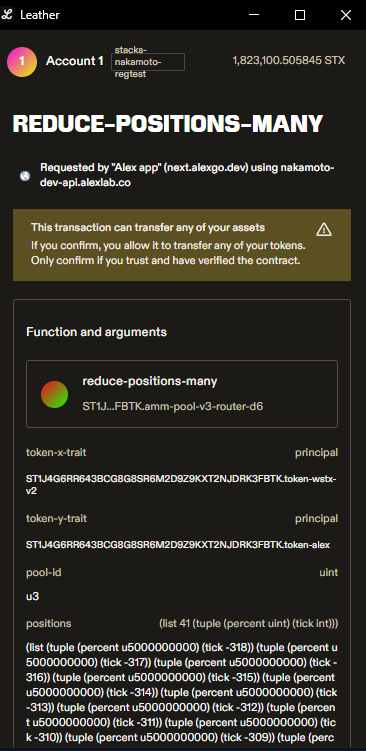 Leather
1
Account 1
stacks-
nakamoto-
regtest
1,823,100.505845 STX
REDUCE-POSITIONS-MANY
Requested by "Alex app" (next.alexgo.dev) using nakamoto-
dev-api.alexlab.co
This transaction can transfer any of your assets
If you confirm, you allow it to transfer any of your tokens.
Only confirm if you trust and have verified the contract.
Function and arguments
reduce-positions-many
ST1J...FBTK.amm-pool-v3-router-d6
token-x-trait principal
ST1J4G6RR643BCG8G8SR6M2D9Z9KXT2NJDRK3FBTK.token-wstx-
v2
token-y-trait principal
ST1J4G6RR643BCG8G8SR6M2D9Z9KXT2NJDRK3FBTK.token-alex
pool-id uint
u3
positions (list 41 (tuple (percent uint) (tick int)))
(list (tuple (percent u5000000000) (tick -318)) (tuple (percent u
5000000000) (tick -317)) (tuple (percent u5000000000) (tick -
316)) (tuple (percent u5000000000) (tick -315)) (tuple (percent
u5000000000) (tick -314)) (tuple (percent u5000000000) (tick
-313)) (tuple (percent u5000000000) (tick -312)) (tuple (percen
t u5000000000) (tick -311)) (tuple (percent u5000000000) (tic
k -310)) (tuple (percent u5000000000) (tick -309)) (tuple (perc